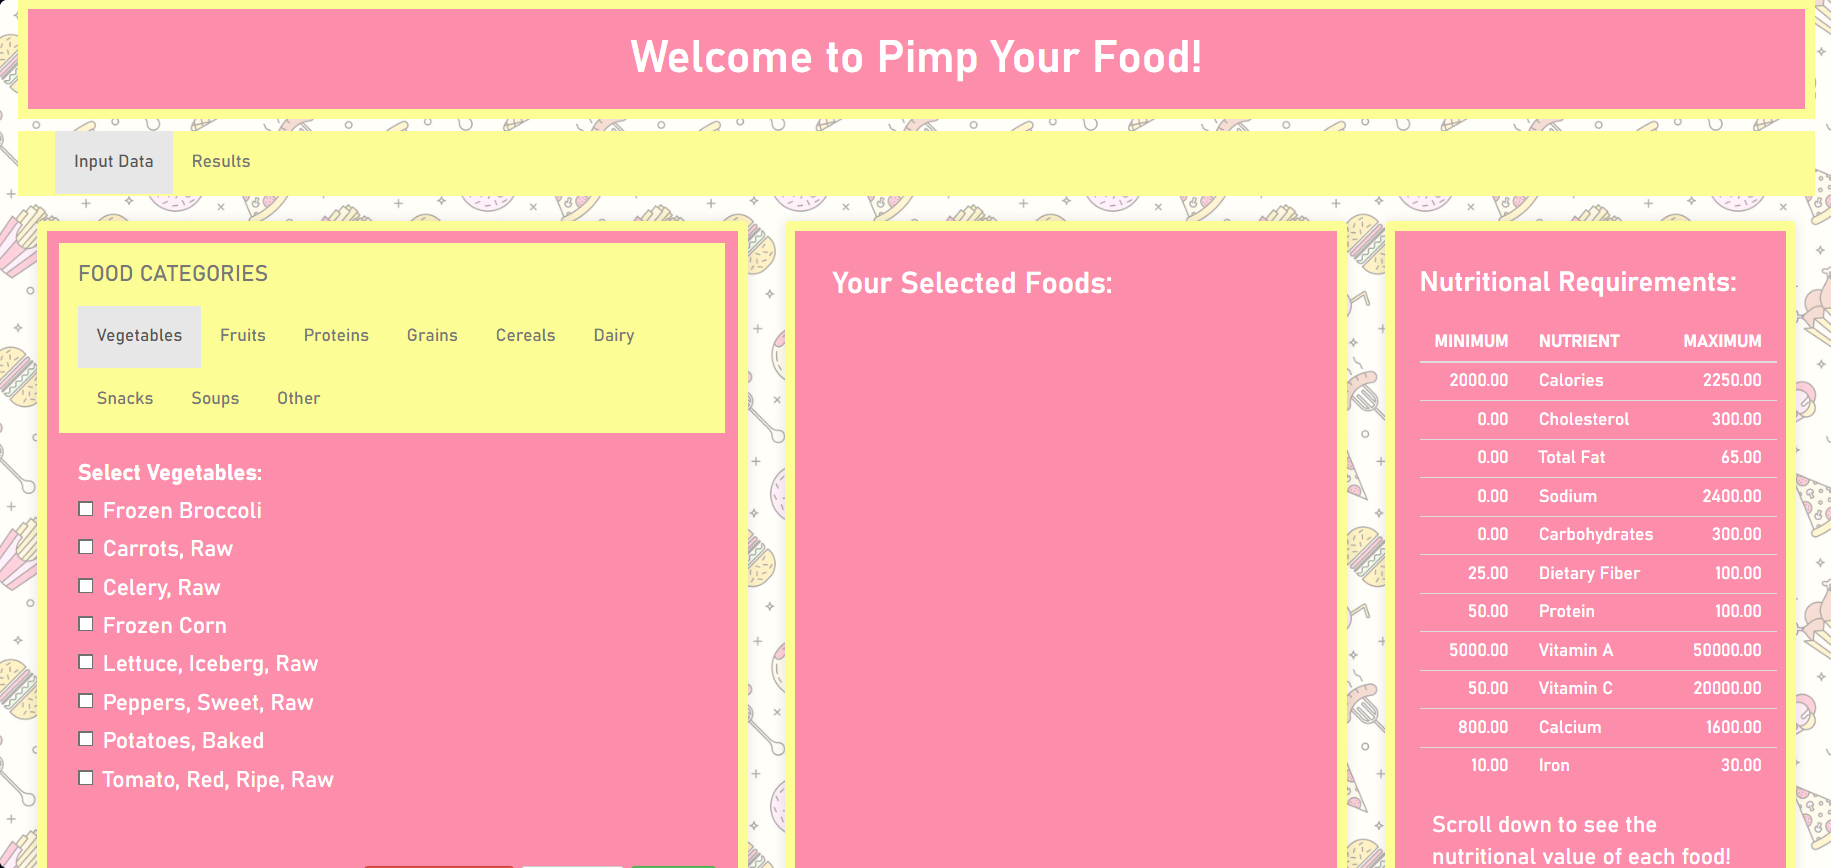 Welcome to Pimp Your Food!
Input Data Results
FOOD CATEGORIES
Vegetables Fruits Proteins Grains Cereals Dairy
Snacks Soups Other
Select Vegetables:
Frozen Broccoli
Carrots, Raw
Celery, Raw
Frozen Corn
Lettuce, Iceberg, Raw
Peppers, Sweet, Raw
Potatoes, Baked
Tomato, Red, Ripe, Raw
Your Selected Foods:
Nutritional Requirements:
MINIMUM NUTRIENT MAXIMUM
2000.00 Calories 2250.00
0.00 Cholesterol 300.00
0.00 Total Fat 65.00
0.00 Sodium 2400.00
0.00 Carbohydrates 300.00
25.00 Dietary Fiber 100.00
50.00 Protein 100.00
5000.00 Vitamin A 50000.00
50.00 Vitamin C 20000.00
800.00 Calcium 1600.00
10.00 Iron 30.00
Scroll down to see the
nutritional value of each food!